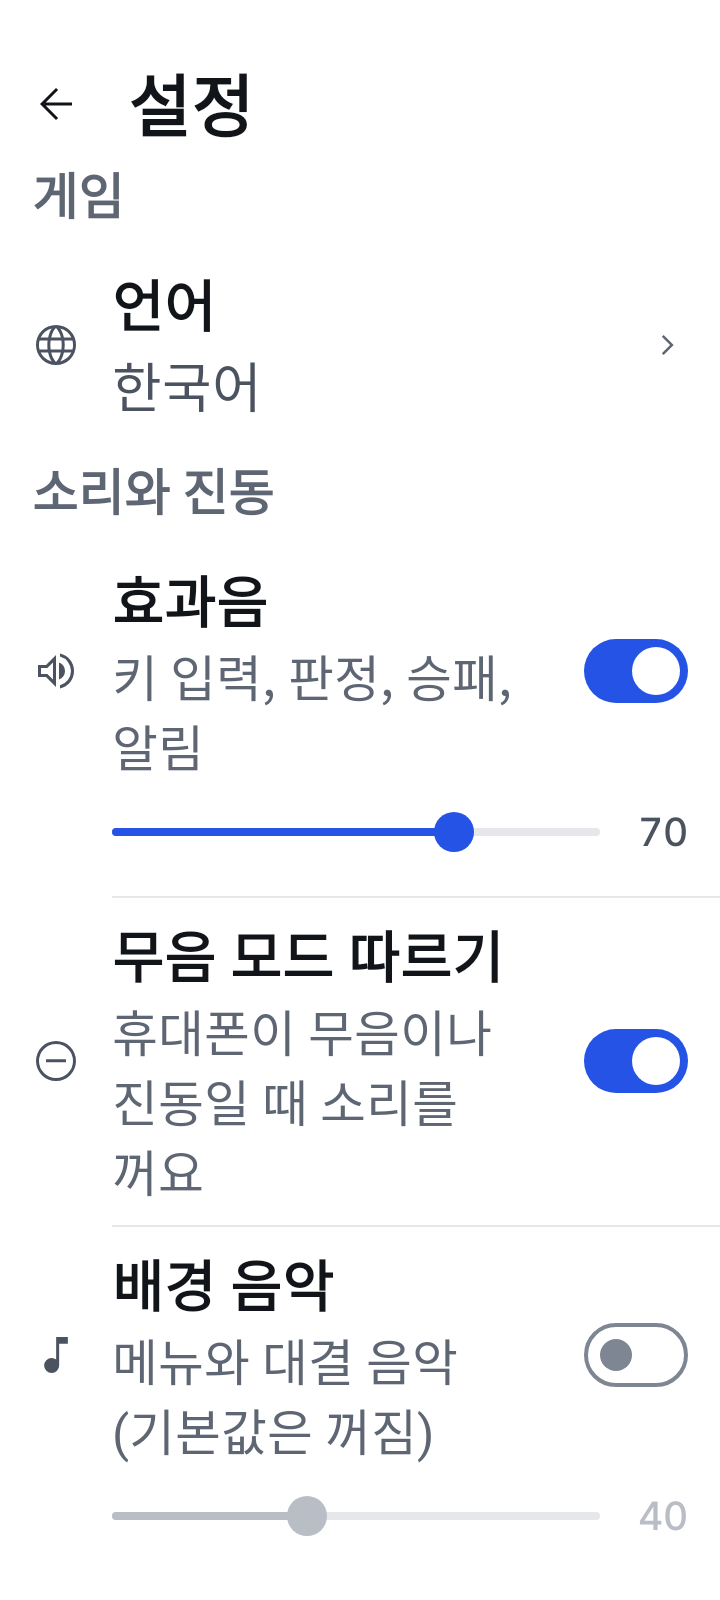 설정
게임
언어
한국어
소리와 진동
효과음
키 입력, 판정, 승패,
알림
70
무음 모드 따르기
휴대폰이 무음이나
진동일 때 소리를
꺼요
배경 음악
메뉴와 대결 음악
(기본값은 꺼짐)
40